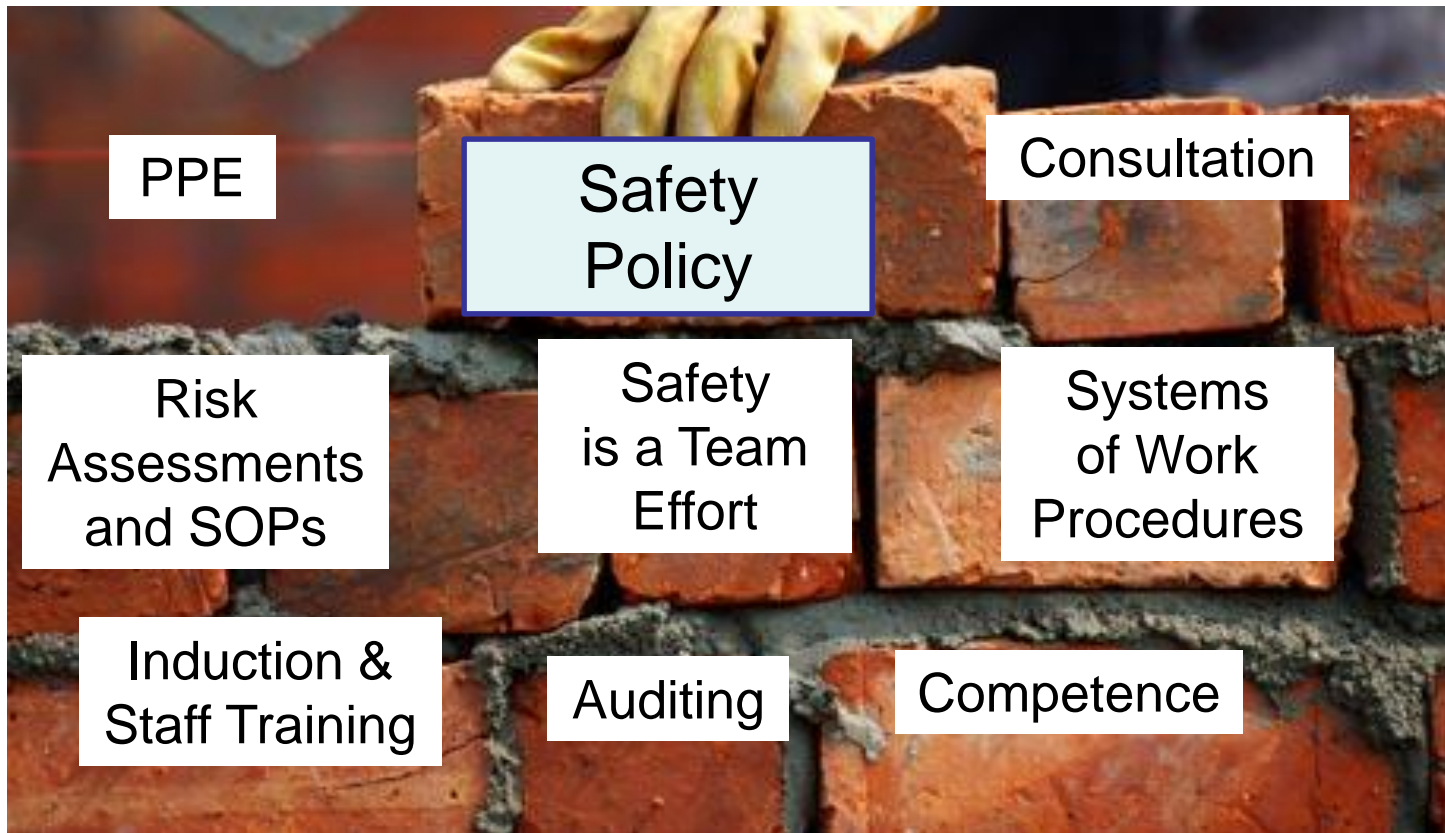 PPE
Safety
Policy
Consultation
Risk
Assessments
and SOPs
Safety
is a Team
Effort
Systems
of Work
Procedures
Induction &
Staff Training
Auditing
Competence